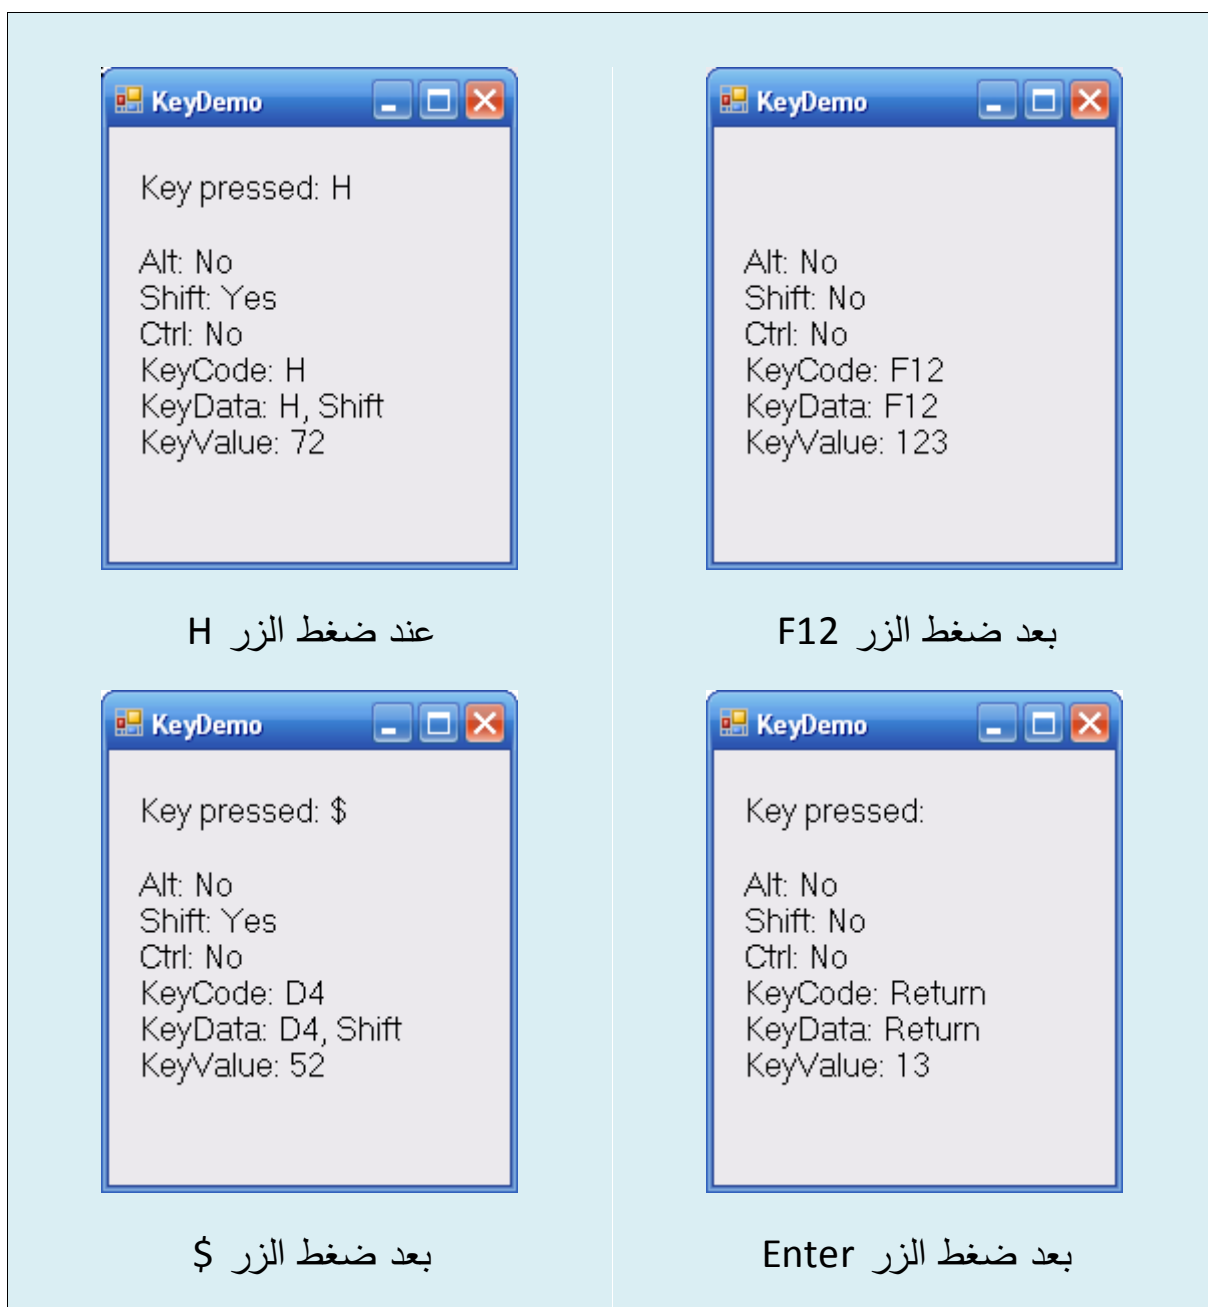 KeyDemo
Key pressed: H
Alt: No
Shift: Yes
Ctrl: No
KeyCode: H
KeyData: H, Shift
KeyValue: 72
عند ضغط الزر H
KeyDemo
Alt: No
Shift: No
Ctrl: No
KeyCode: F12
KeyData: F12
KeyValue: 123
بعد ضغط الزر F12
KeyDemo
Key pressed: $
Alt: No
Shift: Yes
Ctrl: No
KeyCode: D4
KeyData: D4, Shift
KeyValue: 52
بعد ضغط الزر $
KeyDemo
Key pressed:
Alt: No
Shift: No
Ctrl: No
KeyCode: Return
KeyData: Return
KeyValue: 13
بعد ضغط الزر Enter